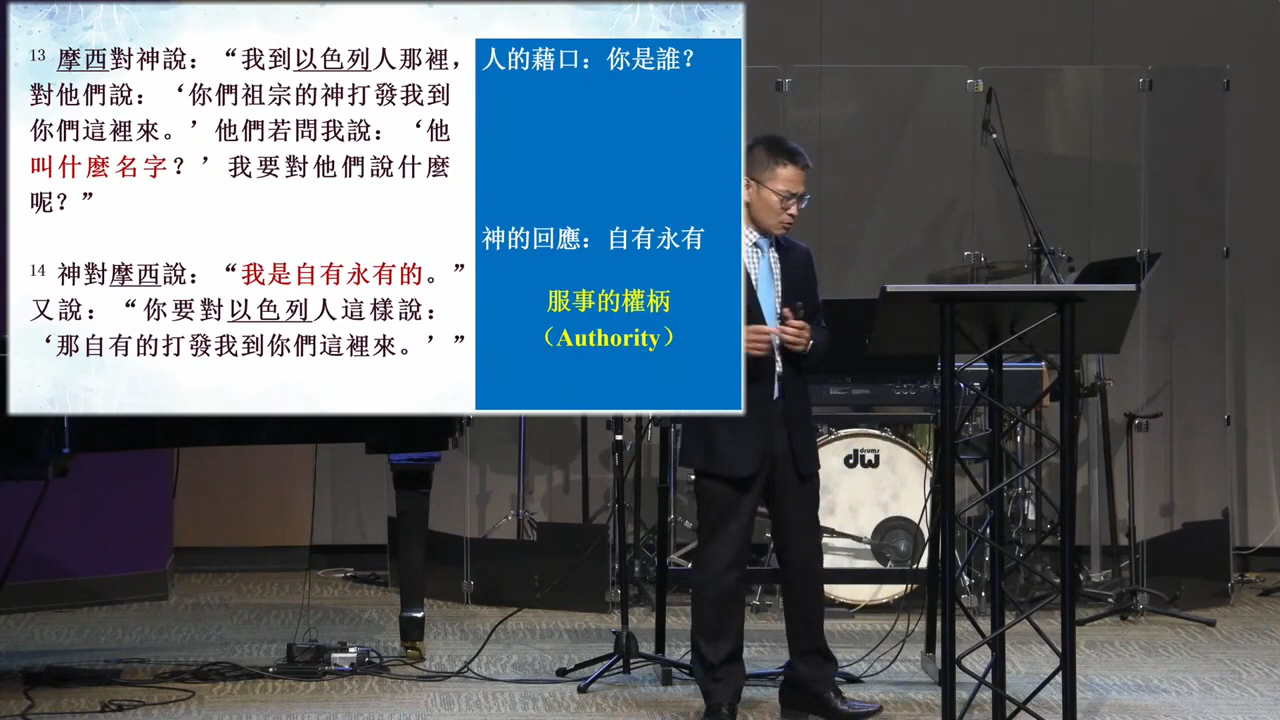 13 摩西對神說：“我到以色列人那裡，
對他們說：‘你們祖宗的神打發我到
你們這裡來。’他們若問我說：‘他
叫什麼名字？’我要對他們說什麼
呢？”
14 神對摩西說：“我是自有永有的。”
又說：“你要對以色列人這樣說：
‘那自有的打發我到你們這裡來。’”
人的藉口：你是誰？
神的回應：自有永有
服事的權柄
（Authority）
drums
dw